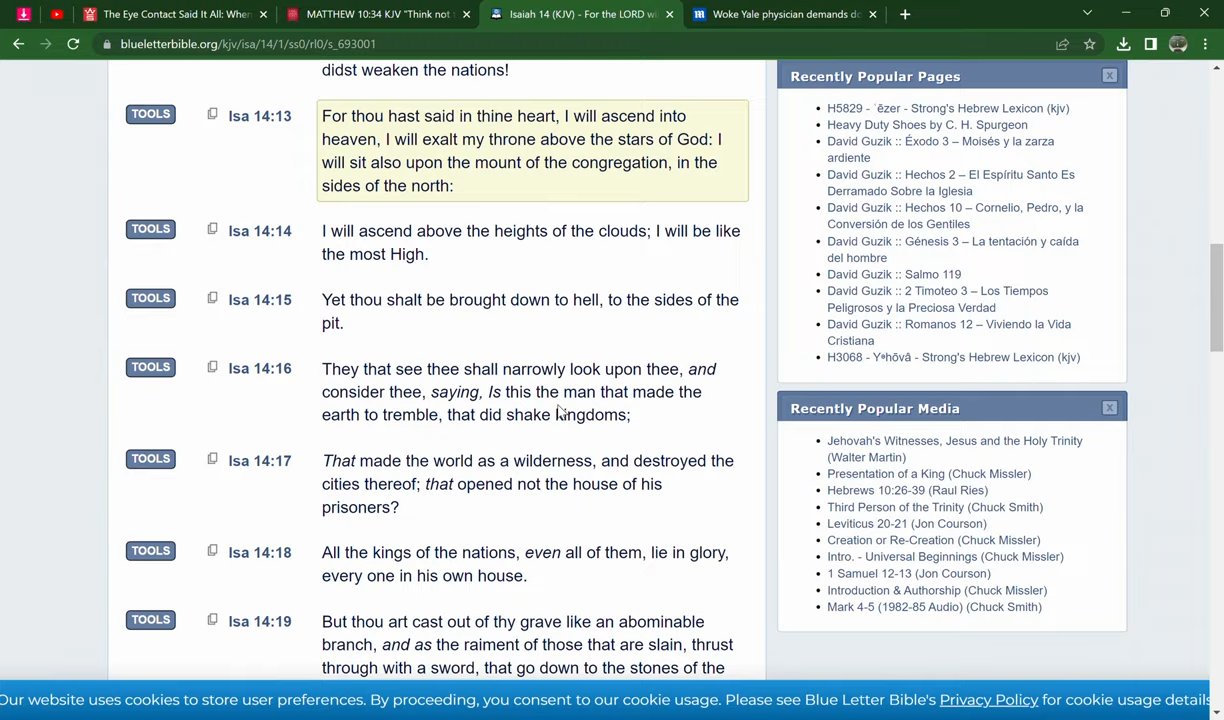 The Eye Contact Said It All: When
MATTHEW 10:34 KJV "Think not
Isaiah 14 (KJV) - For the LORD wi
Woke Yale physician demands do
blueletterbible.org/kjv/isa/14/1/ss0/rl0/s_693001
didst weaken the nations!
TOOLS Isa 14:13 For thou hast said in thine heart, I will ascend into
heaven, I will exalt my throne above the stars of God: I
will sit also upon the mount of the congregation, in the
sides of the north:
TOOLS Isa 14:14 I will ascend above the heights of the clouds; I will be like
the most High.
TOOLS Isa 14:15 Yet thou shalt be brought down to hell, to the sides of the
pit.
TOOLS Isa 14:16 They that see thee shall narrowly look upon thee, and
consider thee, saying, Is this the man that made the
earth to tremble, that did shake kingdoms;
TOOLS Isa 14:17 That made the world as a wilderness, and destroyed the
cities thereof; that opened not the house of his
prisoners?
TOOLS Isa 14:18 All the kings of the nations, even all of them, lie in glory,
every one in his own house.
TOOLS Isa 14:19 But thou art cast out of thy grave like an abominable
branch, and as the raiment of those that are slain, thrust
through with a sword, that go down to the stones of the
Recently Popular Pages
H5829 - ʿēzer - Strong's Hebrew Lexicon (kjv)
Heavy Duty Shoes by C. H. Spurgeon
David Guzik :: Éxodo 3 – Moisés y la zarza
ardiente
David Guzik :: Hechos 2 – El Espíritu Santo Es
Derramado Sobre la Iglesia
David Guzik :: Hechos 10 – Cornelio, Pedro, y la
Conversión de los Gentiles
David Guzik :: Génesis 3 – La tentación y caída
del hombre
David Guzik :: Salmo 119
David Guzik :: 2 Timoteo 3 – Los Tiempos
Peligrosos y la Preciosa Verdad
David Guzik :: Romanos 12 – Viviendo la Vida
Cristiana
H3068 - Yᵊhōvâ - Strong's Hebrew Lexicon (kjv)
Recently Popular Media
Jehovah's Witnesses, Jesus and the Holy Trinity
(Walter Martin)
Presentation of a King (Chuck Missler)
Hebrews 10:26-39 (Raul Ries)
Third Person of the Trinity (Chuck Smith)
Leviticus 20-21 (Jon Courson)
Creation or Re-Creation (Chuck Missler)
Intro. - Universal Beginnings (Chuck Missler)
1 Samuel 12-13 (Jon Courson)
Introduction & Authorship (Chuck Missler)
Mark 4-5 (1982-85 Audio) (Chuck Smith)
Our website uses cookies to store user preferences. By proceeding, you consent to our cookie usage. Please see Blue Letter Bible's Privacy Policy for cookie usage details